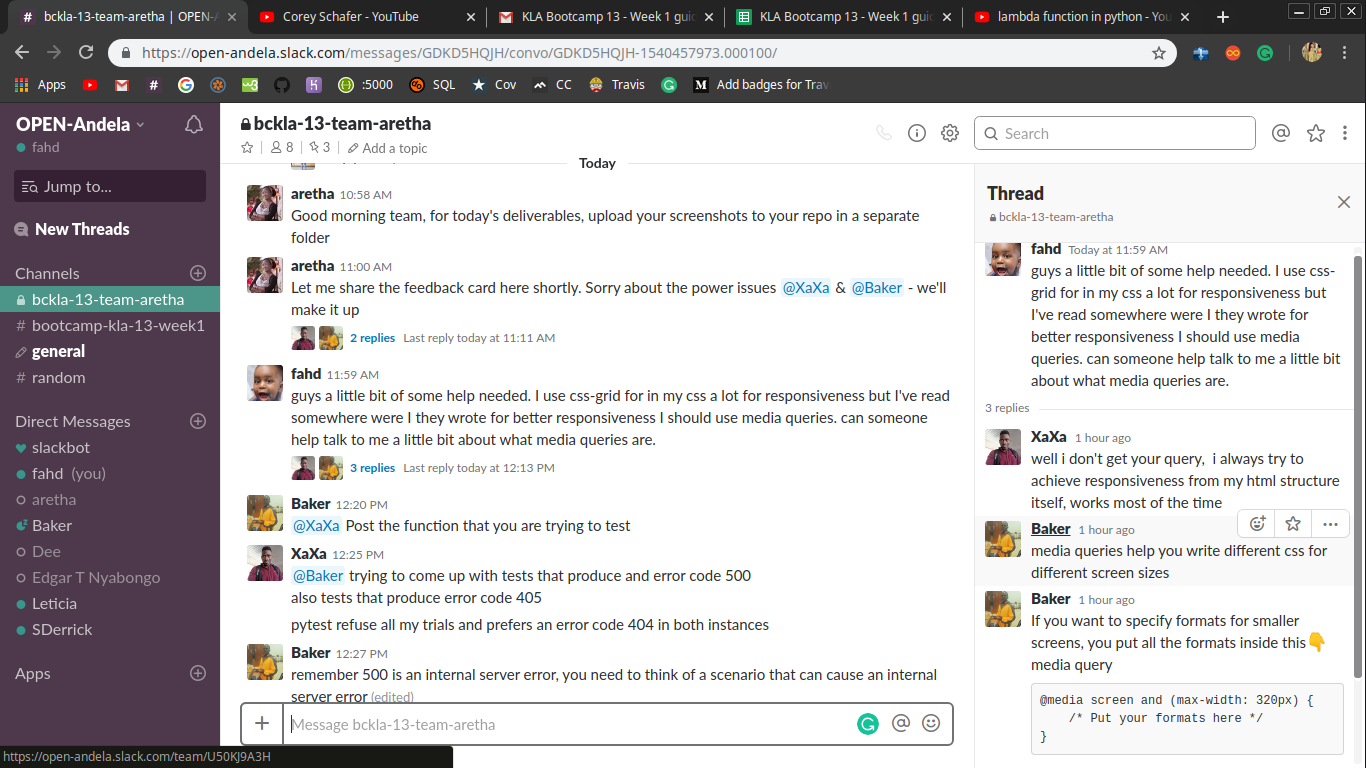 bckla-13-team-aretha | OPEN-A
Corey Schafer - YouTube
KLA Bootcamp 13 - Week 1 guid
KLA Bootcamp 13 - Week 1 guid
lambda function in python - You
https://open-andela.slack.com/messages/GDKD5HQJH/convo/GDKD5HQJH-1540457973.000100/
Apps
:5000
SQL
Cov
CC
Travis
Add badges for Trav
OPEN-Andela
fahd
Jump to...
New Threads
Channels
bckla-13-team-aretha
# bootcamp-kla-13-week1
general
# random
Direct Messages
slackbot
fahd (you)
aretha
Baker
Dee
Edgar T Nyabongo
Leticia
SDerrick
Apps
https://open-andela.slack.com/team/U50KJ9A3H
bckla-13-team-aretha
8
3
Add a topic
Search
Today
aretha 10:58 AM
Good morning team, for today's deliverables, upload your screenshots to your repo in a separate
folder
aretha 11:00 AM
Let me share the feedback card here shortly. Sorry about the power issues @XaXa & @Baker - we'll
make it up
2 replies Last reply today at 11:11 AM
fahd 11:59 AM
guys a little bit of some help needed. I use css-grid for in my css a lot for responsiveness but I've read
somewhere were I they wrote for better responsiveness I should use media queries. can someone
help talk to me a little bit about what media queries are.
3 replies Last reply today at 12:13 PM
Baker 12:20 PM
@XaXa Post the function that you are trying to test
XaXa 12:25 PM
@Baker trying to come up with tests that produce and error code 500
also tests that produce error code 405
pytest refuse all my trials and prefers an error code 404 in both instances
Baker 12:27 PM
remember 500 is an internal server error, you need to think of a scenario that can cause an internal
server error (edited)
Message bckla-13-team-aretha
Thread
bckla-13-team-aretha
fahd Today at 11:59 AM
guys a little bit of some help needed. I use css-
grid for in my css a lot for responsiveness but
I've read somewhere were I they wrote for
better responsiveness I should use media
queries. can someone help talk to me a little bit
about what media queries are.
3 replies
XaXa 1 hour ago
well i don't get your query, i always try to
achieve responsiveness from my html structure
itself, works most of the time
Baker 1 hour ago
media queries help you write different css for
different screen sizes
Baker 1 hour ago
If you want to specify formats for smaller
screens, you put all the formats inside this👇
media query
@media screen and (max-width: 320px) {
/* Put your formats here */
}